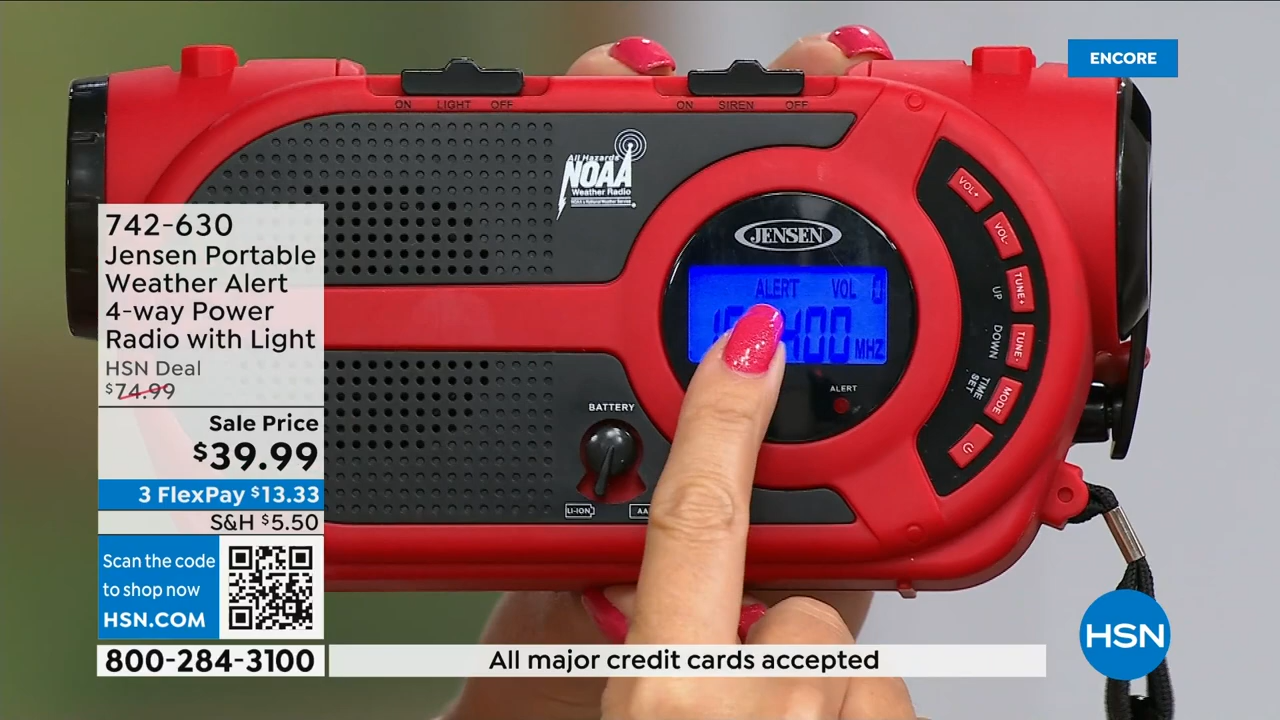 ENCORE
ON LIGHT OFF
ON SIREN OFF
All Hazards
NOAA
Weather Radio
JENSEN
ALERT VOL 0
400 MHZ
ALERT
BATTERY
LI-ION
AA
VOL+
VOL-
TUNE+
UP
TUNE-
DOWN
MODE
TIME SET
742-630
Jensen Portable
Weather Alert
4-way Power
Radio with Light
HSN Deal
$74.99
Sale Price
$39.99
3 FlexPay $13.33
S&H $5.50
Scan the code
to shop now
HSN.COM
800-284-3100
All major credit cards accepted
HSN